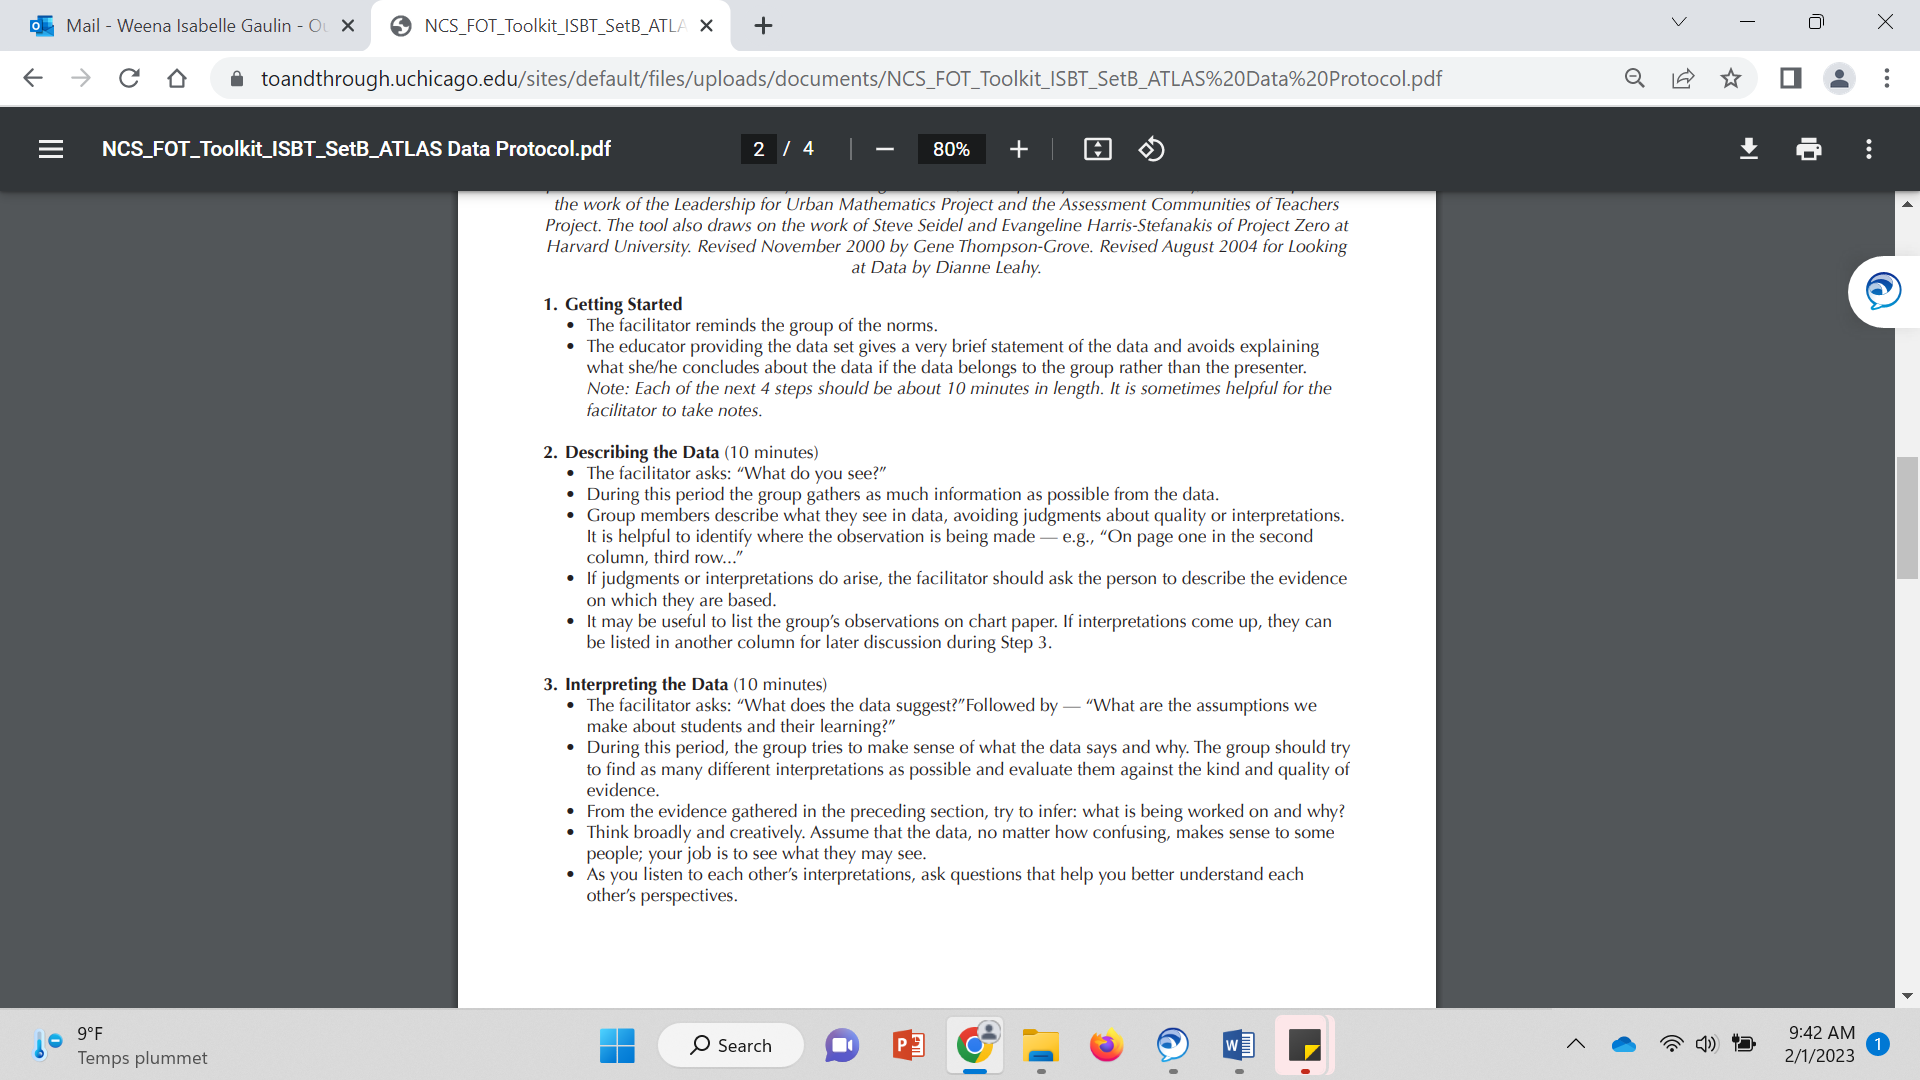 Mail - Weena Isabelle Gaulin - Ou
NCS_FOT_Toolkit_ISBT_SetB_ATLA
toandthrough.uchicago.edu/sites/default/files/uploads/documents/NCS_FOT_Toolkit_ISBT_SetB_ATLAS%20Data%20Protocol.pdf
NCS_FOT_Toolkit_ISBT_SetB_ATLAS Data Protocol.pdf
2 / 4
80%
the work of the Leadership for Urban Mathematics Project and the Assessment Communities of Teachers
Project. The tool also draws on the work of Steve Seidel and Evangeline Harris-Stefanakis of Project Zero at
Harvard University. Revised November 2000 by Gene Thompson-Grove. Revised August 2004 for Looking
at Data by Dianne Leahy.
1. Getting Started
• The facilitator reminds the group of the norms.
• The educator providing the data set gives a very brief statement of the data and avoids explaining
what she/he concludes about the data if the data belongs to the group rather than the presenter.
Note: Each of the next 4 steps should be about 10 minutes in length. It is sometimes helpful for the
facilitator to take notes.
2. Describing the Data (10 minutes)
• The facilitator asks: “What do you see?”
• During this period the group gathers as much information as possible from the data.
• Group members describe what they see in data, avoiding judgments about quality or interpretations.
It is helpful to identify where the observation is being made — e.g., “On page one in the second
column, third row...”
• If judgments or interpretations do arise, the facilitator should ask the person to describe the evidence
on which they are based.
• It may be useful to list the group’s observations on chart paper. If interpretations come up, they can
be listed in another column for later discussion during Step 3.
3. Interpreting the Data (10 minutes)
• The facilitator asks: “What does the data suggest?”Followed by — “What are the assumptions we
make about students and their learning?”
• During this period, the group tries to make sense of what the data says and why. The group should try
to find as many different interpretations as possible and evaluate them against the kind and quality of
evidence.
• From the evidence gathered in the preceding section, try to infer: what is being worked on and why?
• Think broadly and creatively. Assume that the data, no matter how confusing, makes sense to some
people; your job is to see what they may see.
• As you listen to each other’s interpretations, ask questions that help you better understand each
other’s perspectives.
9°F
Temps plummet
Search
9:42 AM
2/1/2023
1